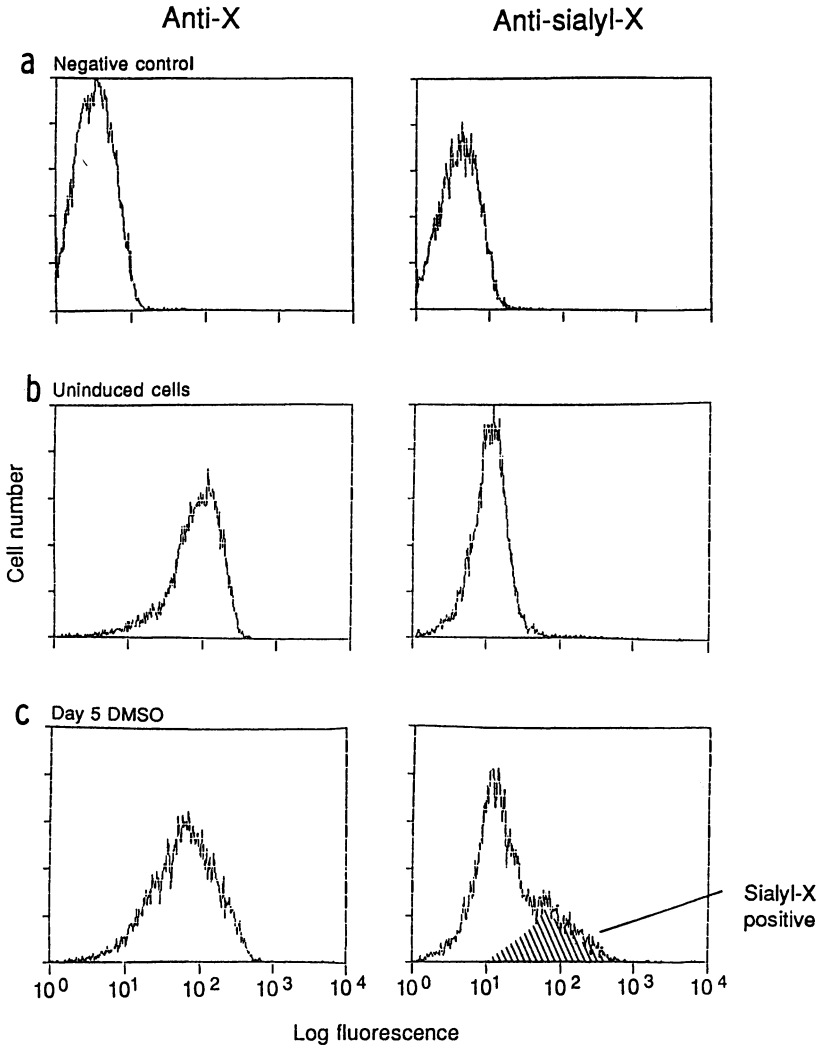 Anti-X
Anti-sialyl-X
a Negative control
b Uninduced cells
Cell number
c Day 5 DMSO
Sialyl-X
positive
10^0 10^1 10^2 10^3 10^4
10^0 10^1 10^2 10^3 10^4
Log fluorescence